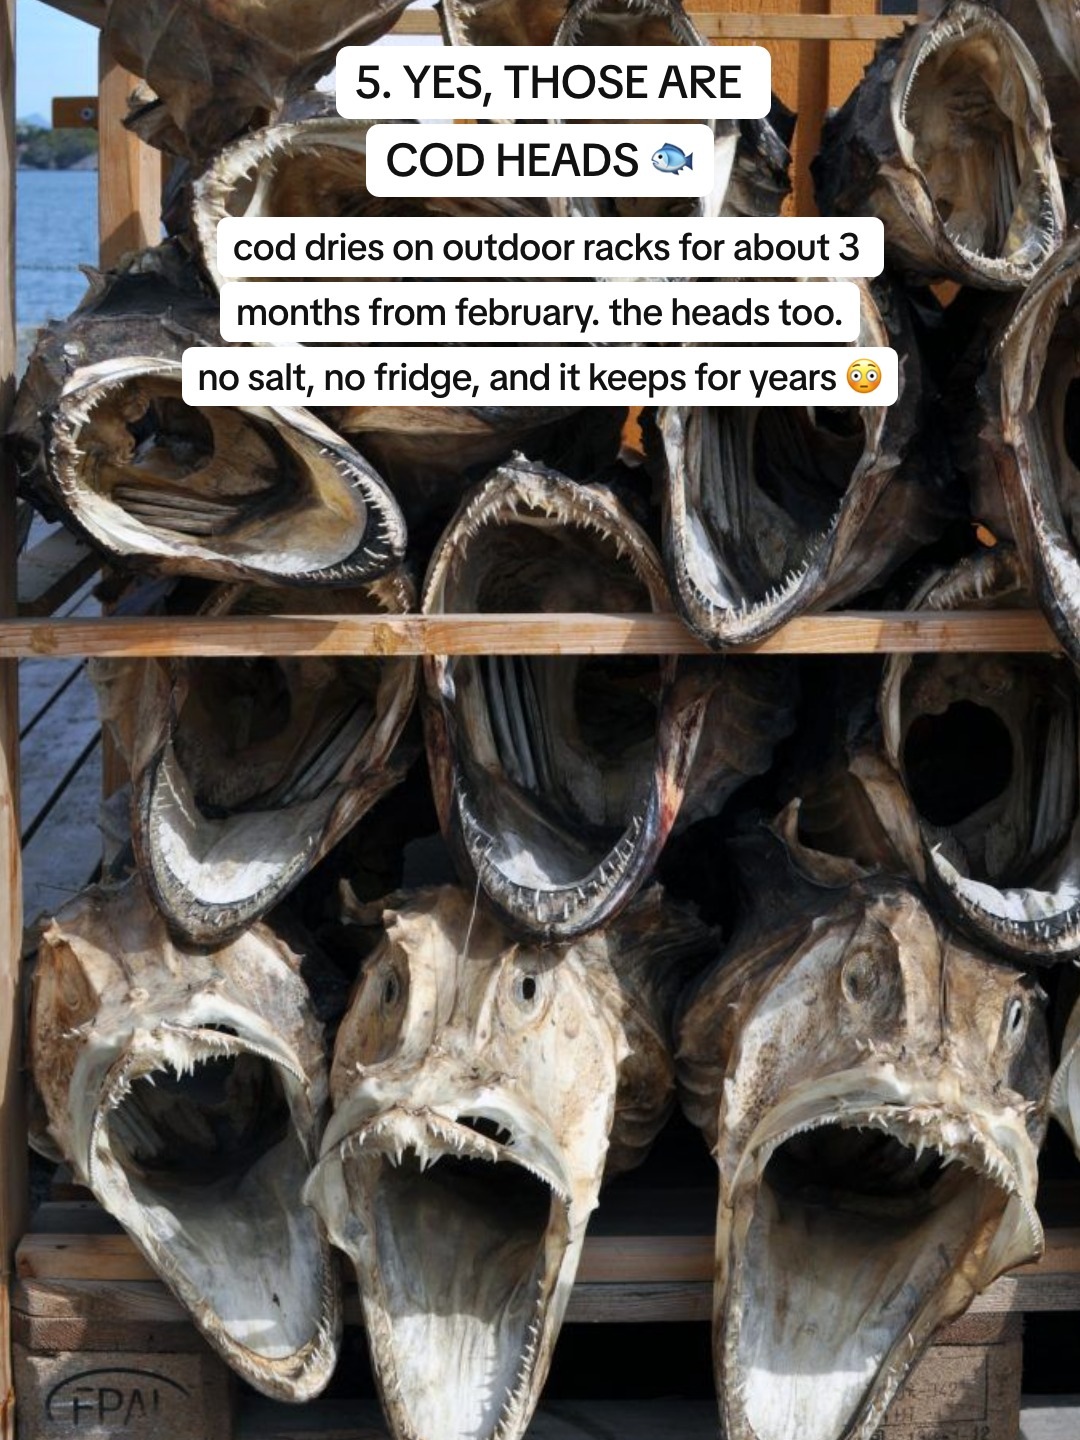 5. YES, THOSE ARE
COD HEADS 🐟
cod dries on outdoor racks for about 3
months from february. the heads too.
no salt, no fridge, and it keeps for years 😳
EPAL